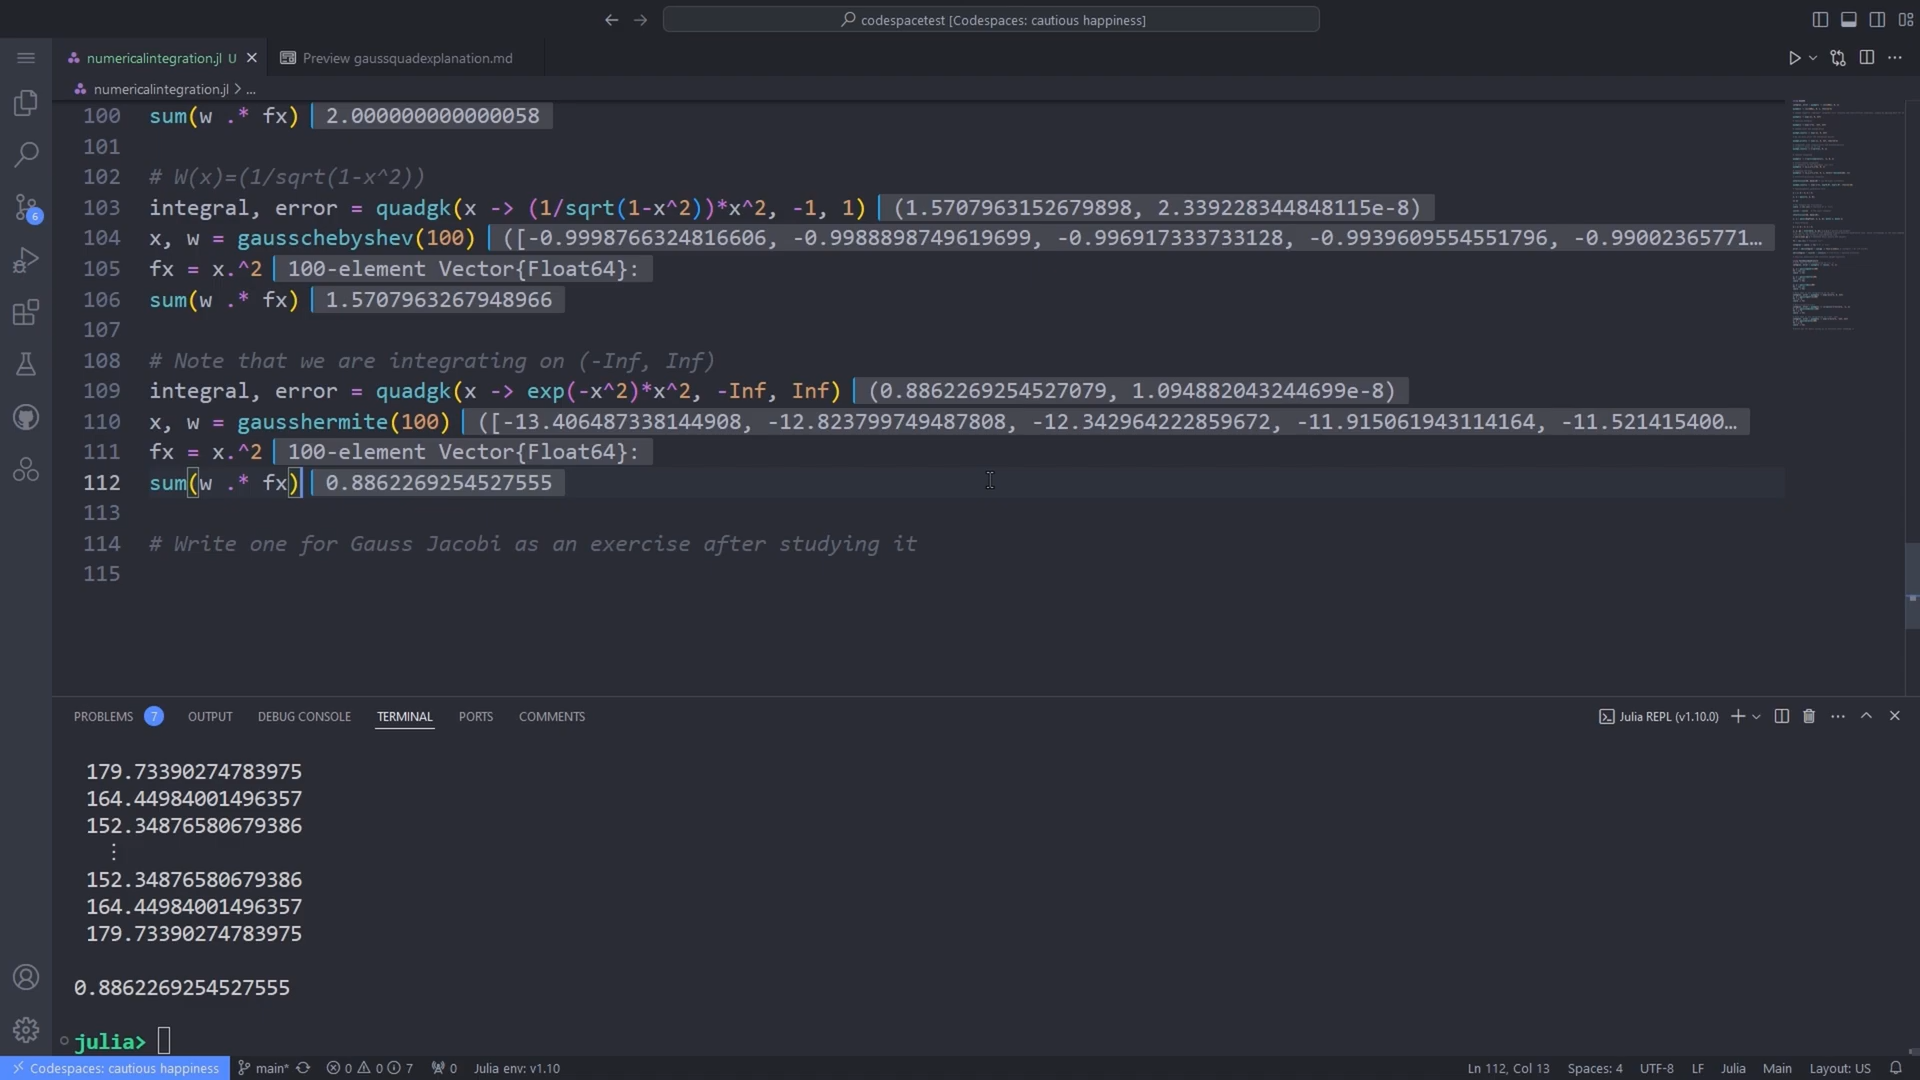 codespacetest [Codespaces: cautious happiness]
numericalintegration.jl U
Preview gaussquadexplanation.md
numericalintegration.jl > ...
100 sum(w .* fx) 2.000000000000058
101
102 # W(x)=(1/sqrt(1-x^2))
103 integral, error = quadgk(x -> (1/sqrt(1-x^2))*x^2, -1, 1) (1.5707963152679898, 2.339228344848115e-8)
104 x, w = gausschebyshev(100) ([-0.9998766324816606, -0.9988898749619699, -0.996917333733128, -0.9939609554551796, -0.99002365771…
105 fx = x.^2 100-element Vector{Float64}:
106 sum(w .* fx) 1.5707963267948966
107
108 # Note that we are integrating on (-Inf, Inf)
109 integral, error = quadgk(x -> exp(-x^2)*x^2, -Inf, Inf) (0.8862269254527079, 1.094882043244699e-8)
110 x, w = gausshermite(100) ([-13.406487338144908, -12.823799749487808, -12.342964222859672, -11.915061943114164, -11.521415400…
111 fx = x.^2 100-element Vector{Float64}:
112 sum(w .* fx) 0.8862269254527555
113
114 # Write one for Gauss Jacobi as an exercise after studying it
115
6
PROBLEMS 7 OUTPUT DEBUG CONSOLE TERMINAL PORTS COMMENTS
Julia REPL (v1.10.0)
179.73390274783975
164.44984001496357
152.34876580679386
⋮
152.34876580679386
164.44984001496357
179.73390274783975
0.8862269254527555
julia>
Codespaces: cautious happiness main* 0 0 7 0 Julia env: v1.10
Ln 112, Col 13 Spaces: 4 UTF-8 LF Julia Main Layout: US